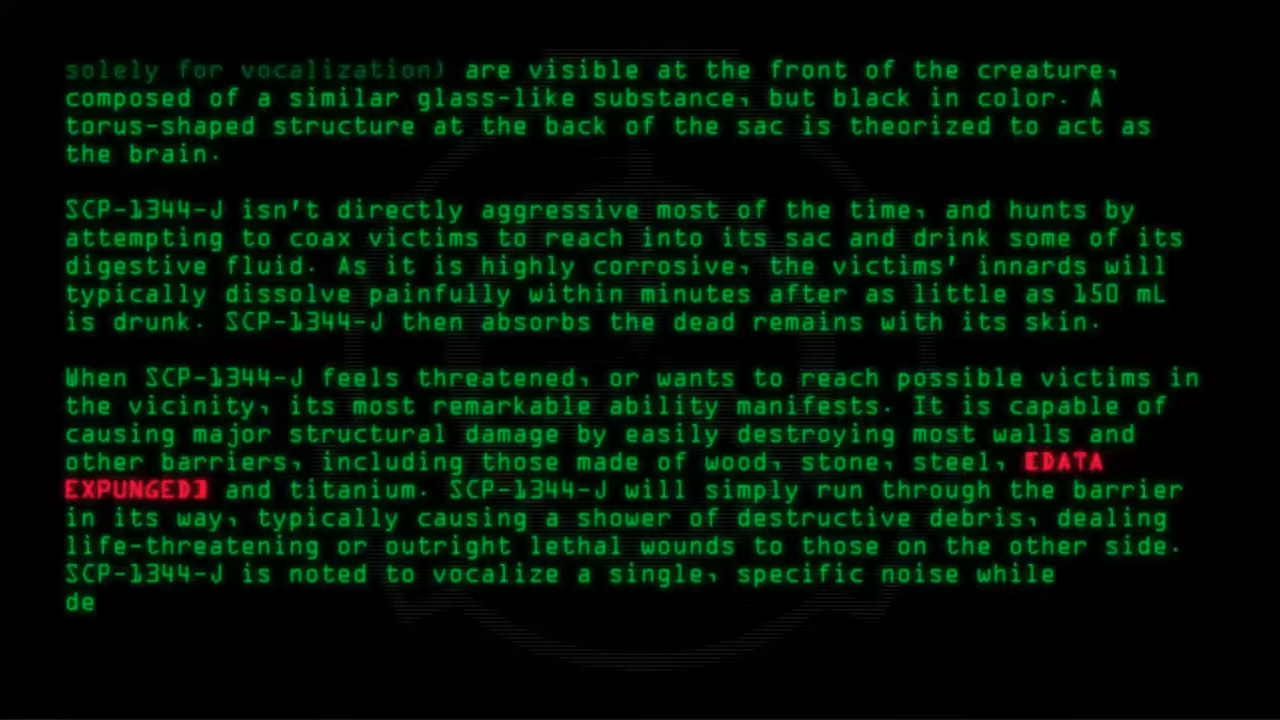 solely for vocalization) are visible at the front of the creature,
composed of a similar glass-like substance, but black in color. A
torus-shaped structure at the back of the sac is theorized to act as
the brain.
SCP-1344-J isn't directly aggressive most of the time, and hunts by
attempting to coax victims to reach into its sac and drink some of its
digestive fluid. As it is highly corrosive, the victims' innards will
typically dissolve painfully within minutes after as little as 150 mL
is drunk. SCP-1344-J then absorbs the dead remains with its skin.
When SCP-1344-J feels threatened, or wants to reach possible victims in
the vicinity, its most remarkable ability manifests. It is capable of
causing major structural damage by easily destroying most walls and
other barriers, including those made of wood, stone, steel, [DATA
EXPUNGED] and titanium. SCP-1344-J will simply run through the barrier
in its way, typically causing a shower of destructive debris, dealing
life-threatening or outright lethal wounds to those on the other side.
SCP-1344-J is noted to vocalize a single, specific noise while
de